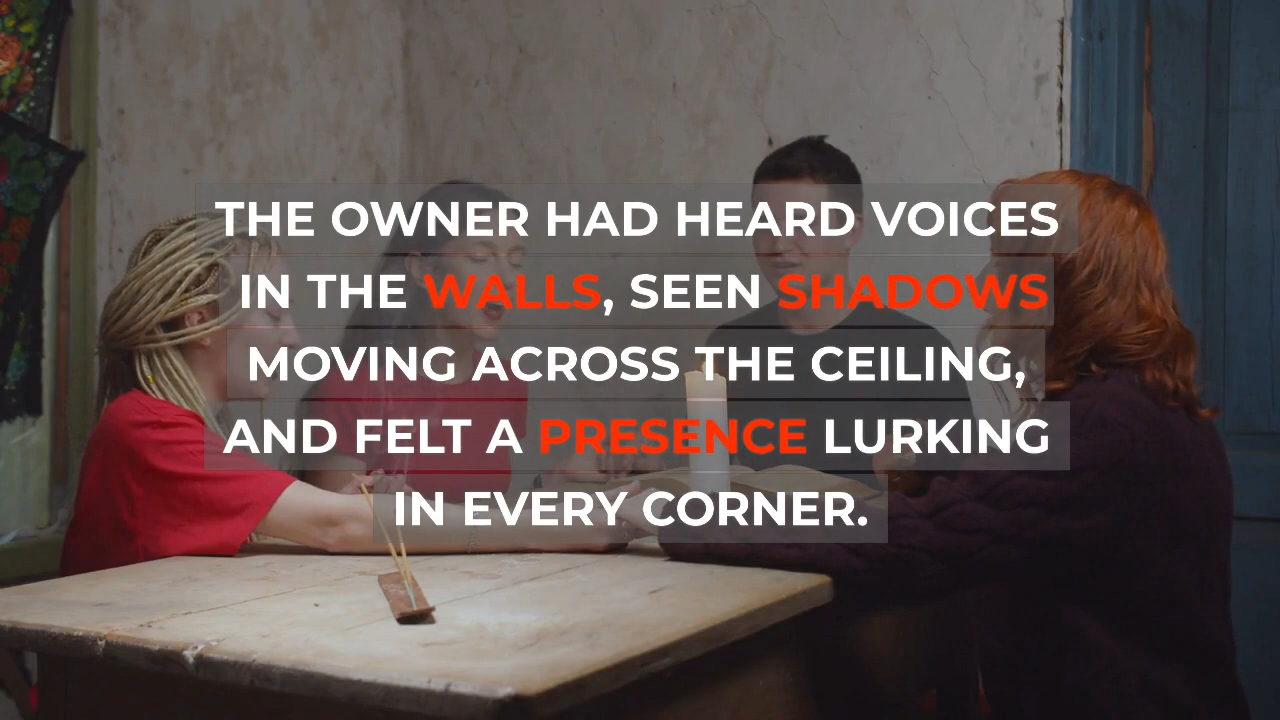 THE OWNER HAD HEARD VOICES
IN THE WALLS, SEEN SHADOWS
MOVING ACROSS THE CEILING,
AND FELT A PRESENCE LURKING
IN EVERY CORNER.